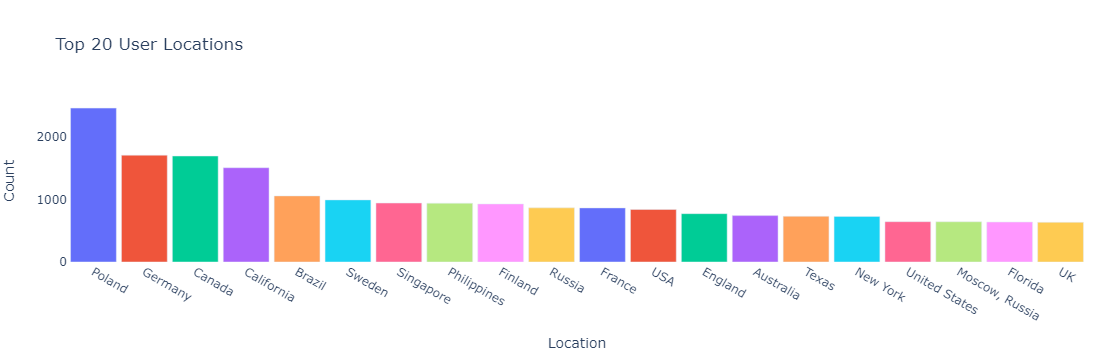 Top 20 User Locations
Count
2000
1000
0
Poland
Germany
Canada
California
Brazil
Sweden
Singapore
Philippines
Finland
Russia
France
USA
England
Australia
Texas
New York
United States
Moscow, Russia
Florida
UK
Location